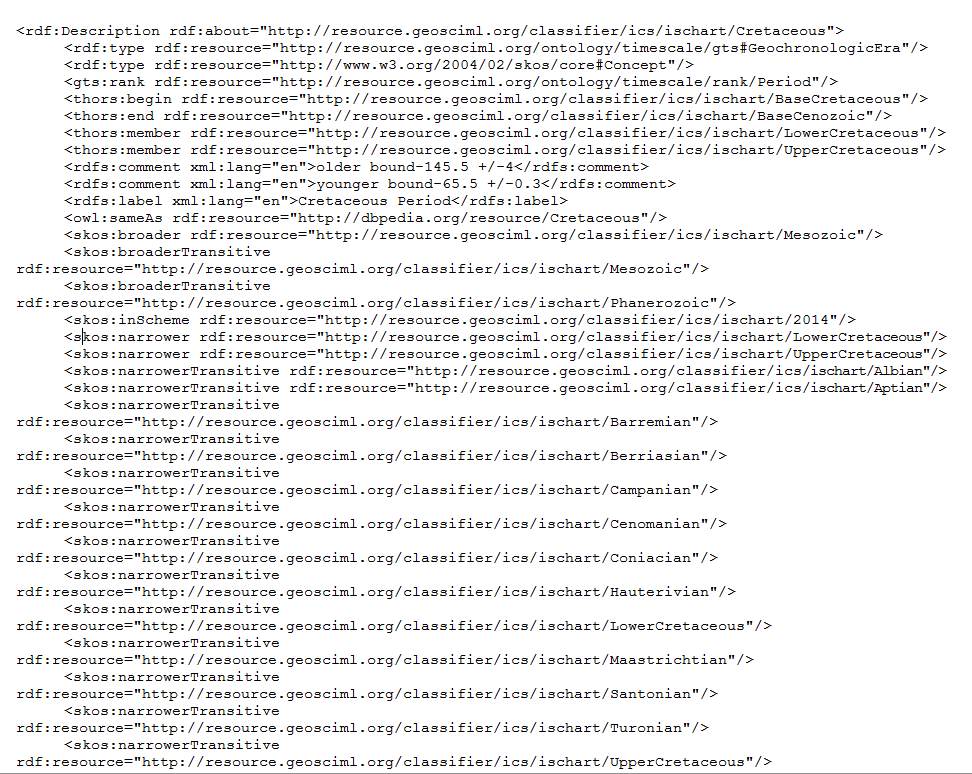 <rdf:Description rdf:about="http://resource.geosciml.org/classifier/ics/ischart/Cretaceous">
<rdf:type rdf:resource="http://resource.geosciml.org/ontology/timescale/gts#GeochronologicEra"/>
<rdf:type rdf:resource="http://www.w3.org/2004/02/skos/core#Concept"/>
<gts:rank rdf:resource="http://resource.geosciml.org/ontology/timescale/rank/Period"/>
<thors:begin rdf:resource="http://resource.geosciml.org/classifier/ics/ischart/BaseCretaceous"/>
<thors:end rdf:resource="http://resource.geosciml.org/classifier/ics/ischart/BaseCenozoic"/>
<thors:member rdf:resource="http://resource.geosciml.org/classifier/ics/ischart/LowerCretaceous"/>
<thors:member rdf:resource="http://resource.geosciml.org/classifier/ics/ischart/UpperCretaceous"/>
<rdfs:comment xml:lang="en">older bound-145.5 +/-4</rdfs:comment>
<rdfs:comment xml:lang="en">younger bound-65.5 +/-0.3</rdfs:comment>
<rdfs:label xml:lang="en">Cretaceous Period</rdfs:label>
<owl:sameAs rdf:resource="http://dbpedia.org/resource/Cretaceous"/>
<skos:broader rdf:resource="http://resource.geosciml.org/classifier/ics/ischart/Mesozoic"/>
<skos:broaderTransitive
rdf:resource="http://resource.geosciml.org/classifier/ics/ischart/Mesozoic"/>
<skos:broaderTransitive
rdf:resource="http://resource.geosciml.org/classifier/ics/ischart/Phanerozoic"/>
<skos:inScheme rdf:resource="http://resource.geosciml.org/classifier/ics/ischart/2014"/>
<skos:narrower rdf:resource="http://resource.geosciml.org/classifier/ics/ischart/LowerCretaceous"/>
<skos:narrower rdf:resource="http://resource.geosciml.org/classifier/ics/ischart/UpperCretaceous"/>
<skos:narrowerTransitive rdf:resource="http://resource.geosciml.org/classifier/ics/ischart/Albian"/>
<skos:narrowerTransitive rdf:resource="http://resource.geosciml.org/classifier/ics/ischart/Aptian"/>
<skos:narrowerTransitive
rdf:resource="http://resource.geosciml.org/classifier/ics/ischart/Barremian"/>
<skos:narrowerTransitive
rdf:resource="http://resource.geosciml.org/classifier/ics/ischart/Berriasian"/>
<skos:narrowerTransitive
rdf:resource="http://resource.geosciml.org/classifier/ics/ischart/Campanian"/>
<skos:narrowerTransitive
rdf:resource="http://resource.geosciml.org/classifier/ics/ischart/Cenomanian"/>
<skos:narrowerTransitive
rdf:resource="http://resource.geosciml.org/classifier/ics/ischart/Coniacian"/>
<skos:narrowerTransitive
rdf:resource="http://resource.geosciml.org/classifier/ics/ischart/Hauterivian"/>
<skos:narrowerTransitive
rdf:resource="http://resource.geosciml.org/classifier/ics/ischart/LowerCretaceous"/>
<skos:narrowerTransitive
rdf:resource="http://resource.geosciml.org/classifier/ics/ischart/Maastrichtian"/>
<skos:narrowerTransitive
rdf:resource="http://resource.geosciml.org/classifier/ics/ischart/Santonian"/>
<skos:narrowerTransitive
rdf:resource="http://resource.geosciml.org/classifier/ics/ischart/Turonian"/>
<skos:narrowerTransitive
rdf:resource="http://resource.geosciml.org/classifier/ics/ischart/UpperCretaceous"/>